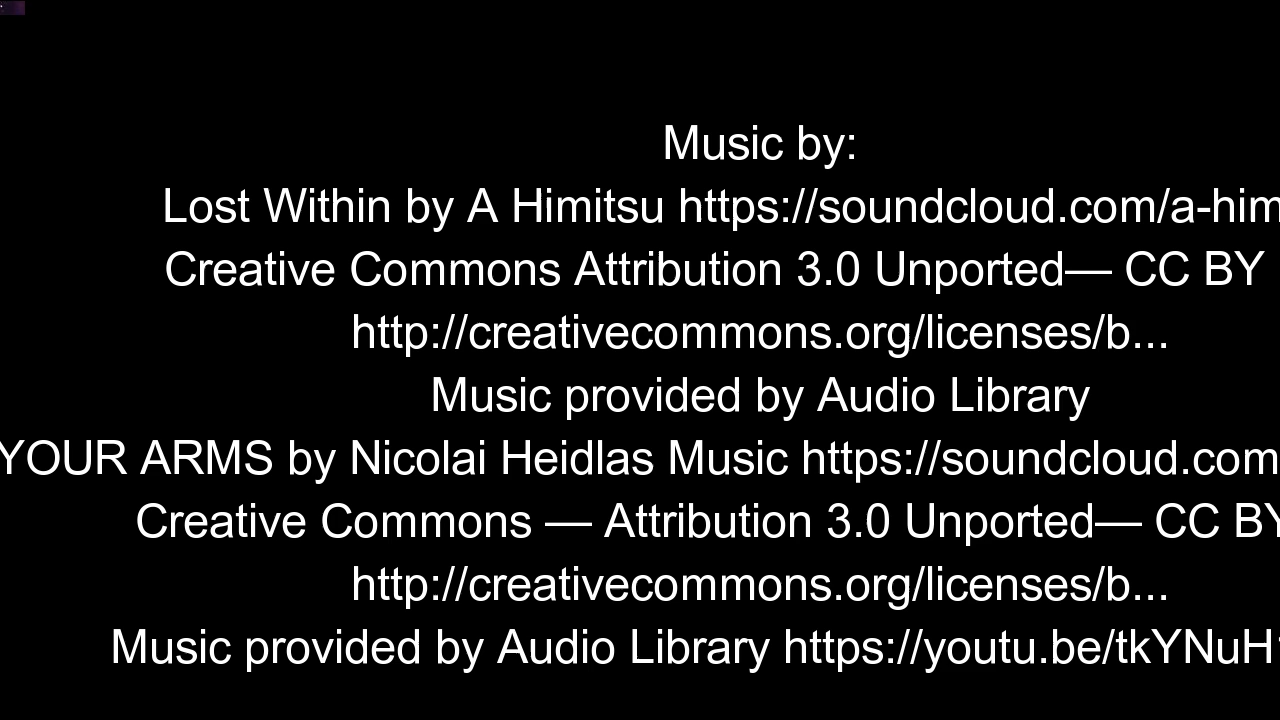 Music by:
Lost Within by A Himitsu https://soundcloud.com/a-him
Creative Commons Attribution 3.0 Unported— CC BY
http://creativecommons.org/licenses/b...
Music provided by Audio Library
YOUR ARMS by Nicolai Heidlas Music https://soundcloud.com
Creative Commons — Attribution 3.0 Unported— CC BY
http://creativecommons.org/licenses/b...
Music provided by Audio Library https://youtu.be/tkYNuH